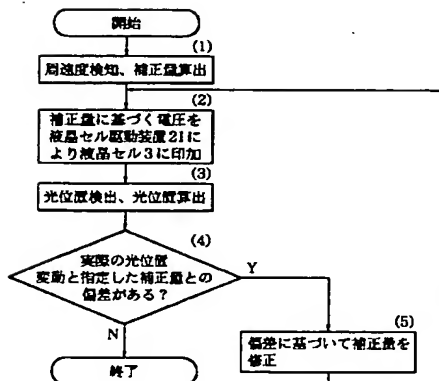 開始
(1)
周速度検知、補正量算出
(2)
補正量に基づく電圧を
液晶セル駆動装置21に
より液晶セル3に印加
(3)
光位置検出、光位置算出
(4)
実際の光位置
変動と指定した補正量との
偏差がある?
Y
N
(5)
偏差に基づいて補正量を
修正
終了